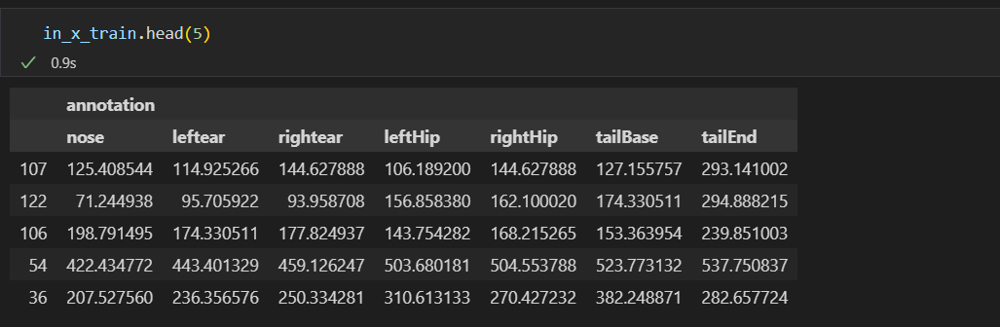 in_x_train.head(5)
0.9s
annotation
nose leftear rightear leftHip rightHip tailBase tailEnd
107 125.408544 114.925266 144.627888 106.189200 144.627888 127.155757 293.141002
122 71.244938 95.705922 93.958708 156.858380 162.100020 174.330511 294.888215
106 198.791495 174.330511 177.824937 143.754282 168.215265 153.363954 239.851003
54 422.434772 443.401329 459.126247 503.680181 504.553788 523.773132 537.750837
36 207.527560 236.356576 250.334281 310.613133 270.427232 382.248871 282.657724